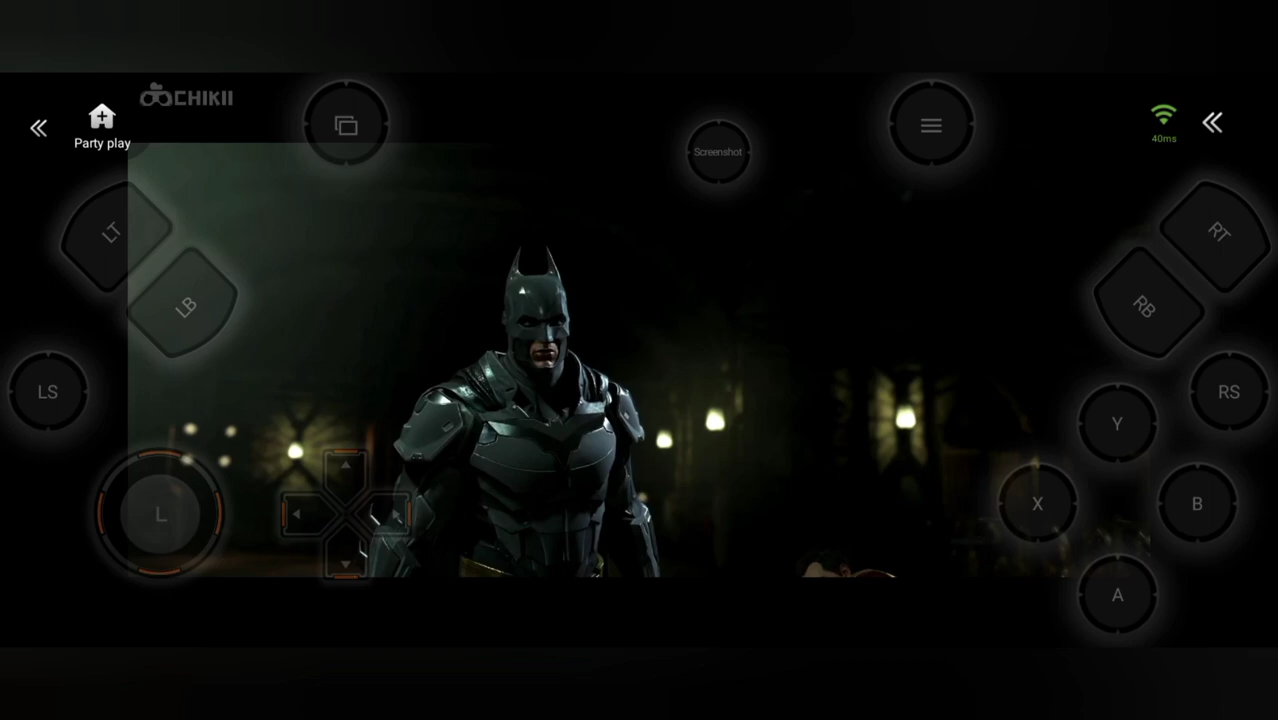 CHIKII
Party play
Screenshot
40ms
LT
RT
LB
RB
LS
RS
Y
L
X
B
A